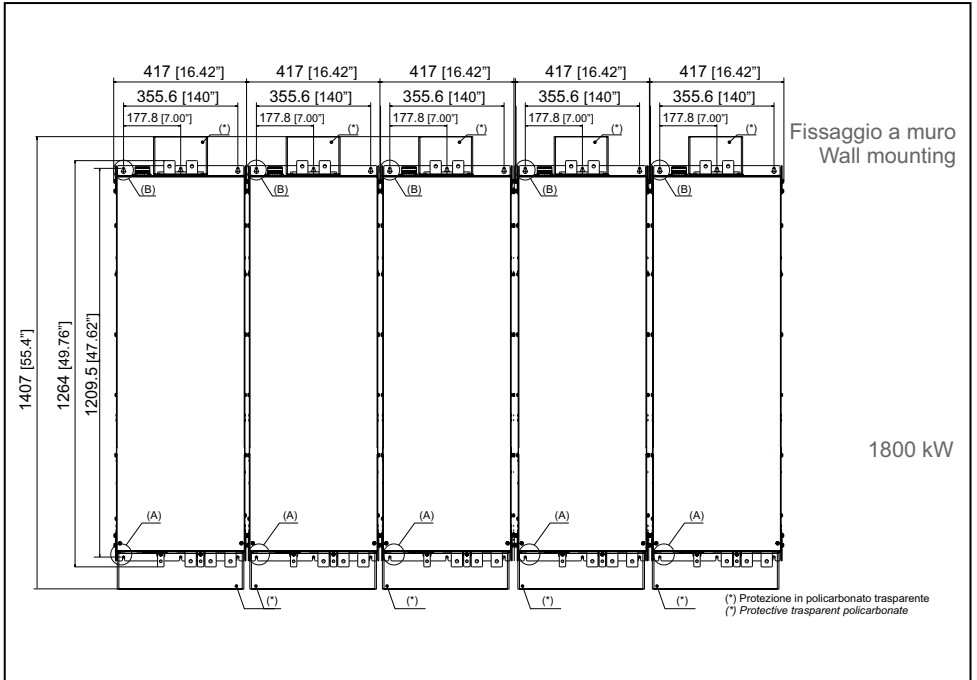 417 [16.42"] 417 [16.42"] 417 [16.42"] 417 [16.42"] 417 [16.42"]
355.6 [140"] 355.6 [140"] 355.6 [140"] 355.6 [140"] 355.6 [140"]
177.8 [7.00"] 177.8 [7.00"] 177.8 [7.00"] 177.8 [7.00"] 177.8 [7.00"]
(*) (*) (*) (*) (*)
Fissaggio a muro
Wall mounting
(B) (B) (B) (B) (B)
1407 [55.4"]
1264 [49.76"]
1209.5 [47.62"]
1800 kW
(A) (A) (A) (A) (A)
(*) (*) (*) (*) (*)
(*) Protezione in policarbonato trasparente
(*) Protective trasparent policarbonate